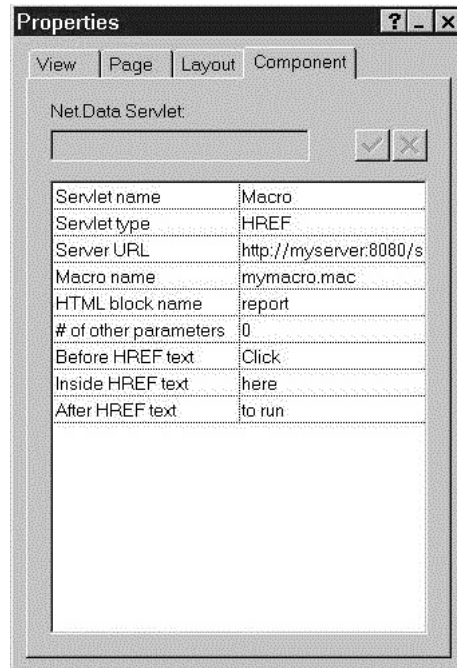 Properties ? _ x
View Page Layout Component
Net.Data Servlet:
Servlet name Macro
Servlet type HREF
Server URL http://myserver:8080/s
Macro name mymacro.mac
HTML block name report
# of other parameters 0
Before HREF text Click
Inside HREF text here
After HREF text to run